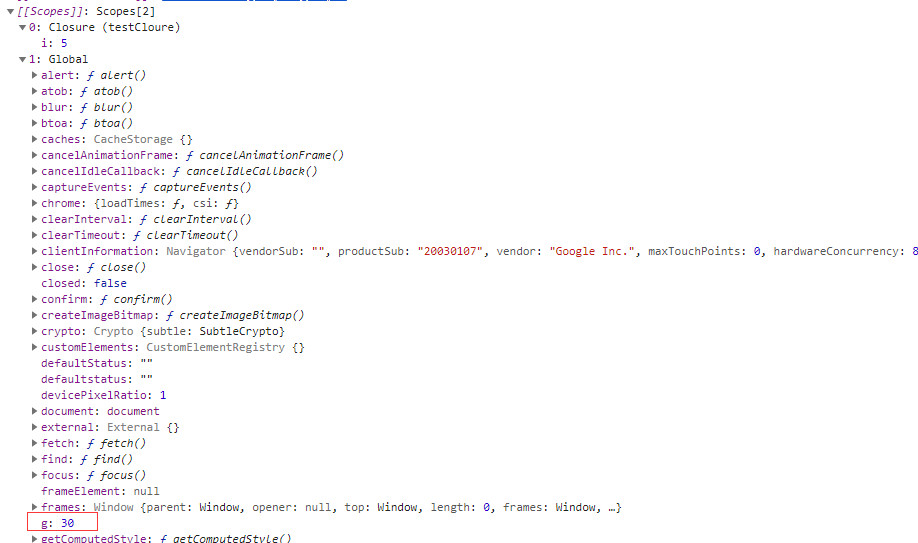 [[Scopes]]: Scopes[2]
0: Closure (testCloure)
i: 5
1: Global
alert: ƒ alert()
atob: ƒ atob()
blur: ƒ blur()
btoa: ƒ btoa()
caches: CacheStorage {}
cancelAnimationFrame: ƒ cancelAnimationFrame()
cancelIdleCallback: ƒ cancelIdleCallback()
captureEvents: ƒ captureEvents()
chrome: {loadTimes: ƒ, csi: ƒ}
clearInterval: ƒ clearInterval()
clearTimeout: ƒ clearTimeout()
clientInformation: Navigator {vendorSub: "", productSub: "20030107", vendor: "Google Inc.", maxTouchPoints: 0, hardwareConcurrency: 8
close: ƒ close()
closed: false
confirm: ƒ confirm()
createImageBitmap: ƒ createImageBitmap()
crypto: Crypto {subtle: SubtleCrypto}
customElements: CustomElementRegistry {}
defaultStatus: ""
defaultstatus: ""
devicePixelRatio: 1
document: document
external: External {}
fetch: ƒ fetch()
find: ƒ find()
focus: ƒ focus()
frameElement: null
frames: Window {parent: Window, opener: null, top: Window, length: 0, frames: Window, …}
g: 30
getComputedStyle: ƒ getComputedStyle()